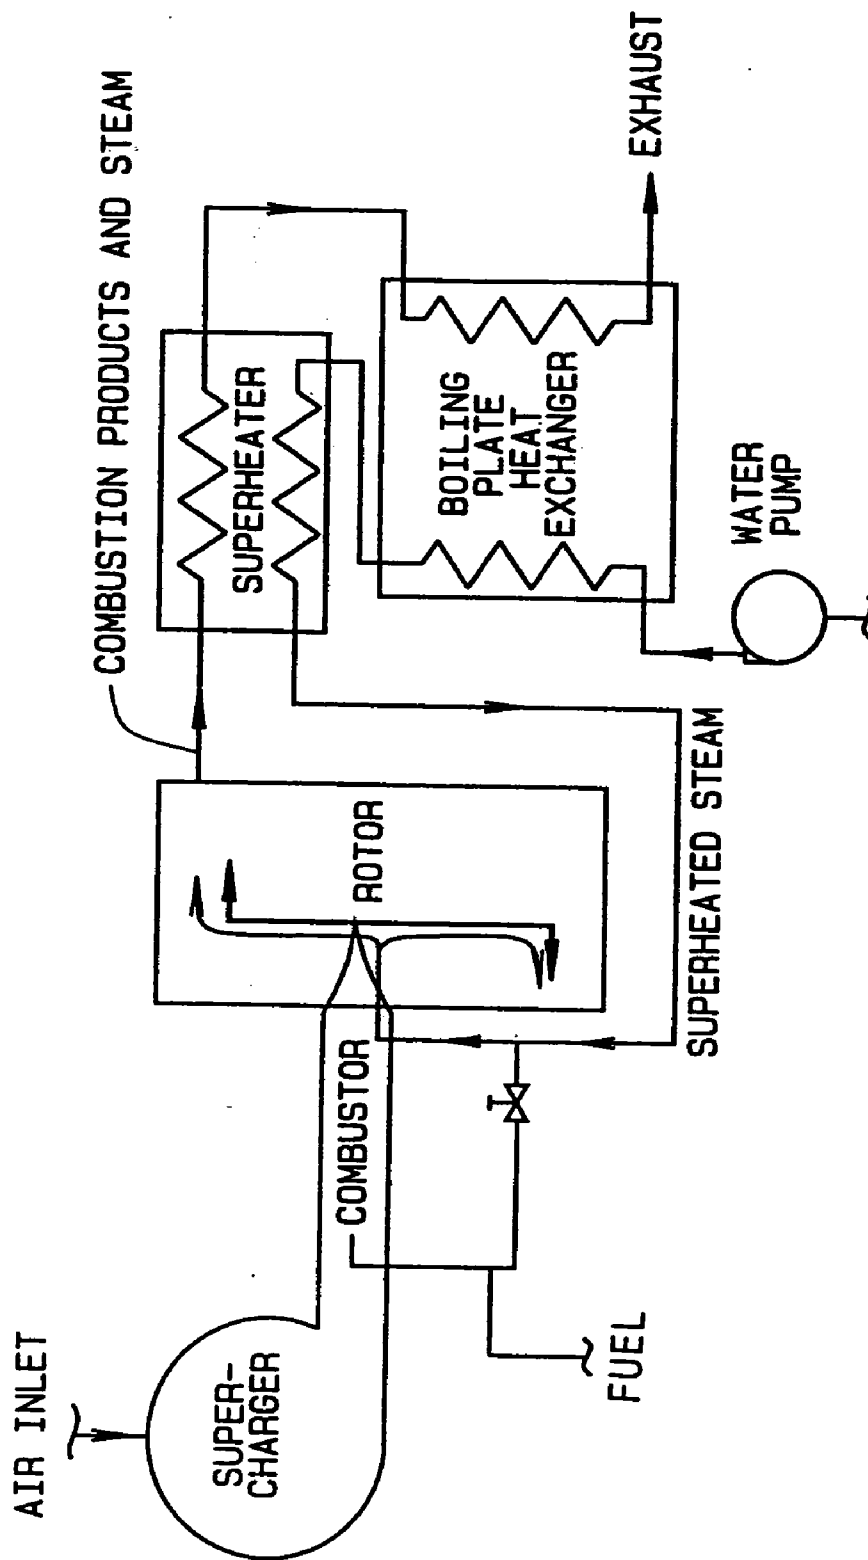 AIR INLET
SUPER-
CHARGER
FUEL
COMBUSTOR
ROTOR
COMBUSTION PRODUCTS AND STEAM
SUPERHEATER
SUPERHEATED STEAM
BOILING
PLATE
HEAT
EXCHANGER
WATER
PUMP
EXHAUST